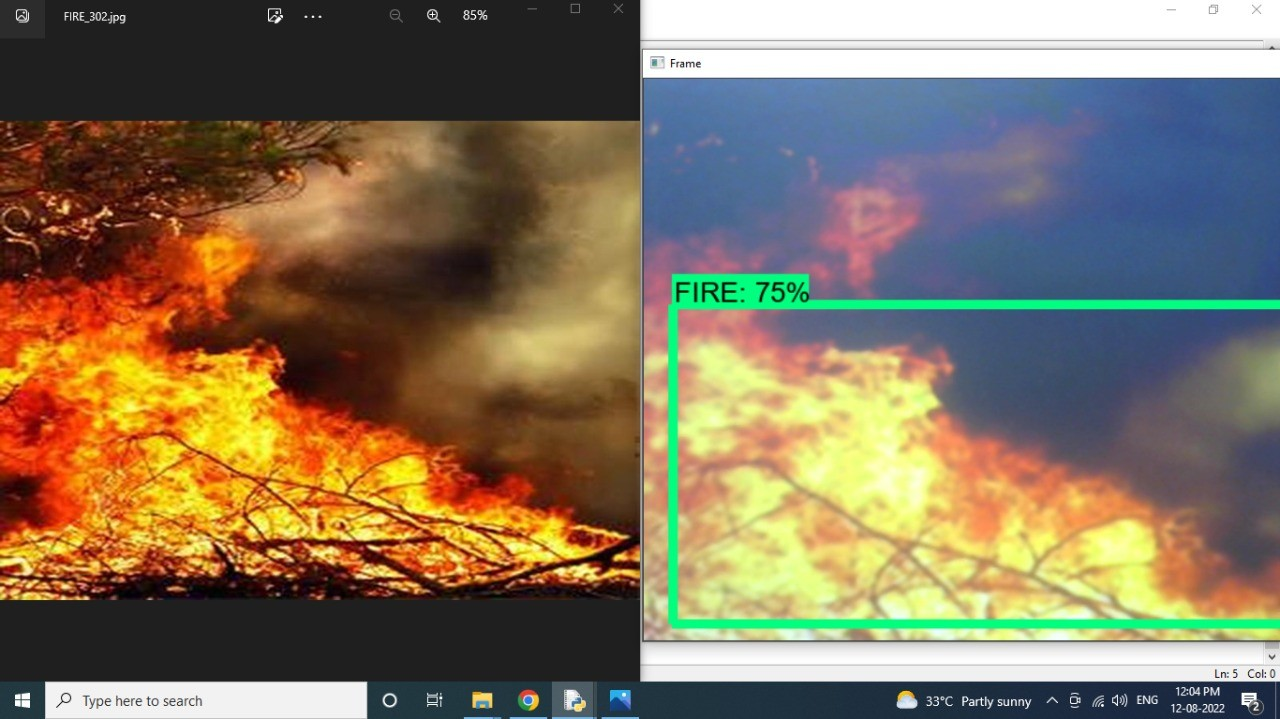 FIRE_302.jpg
85%
Frame
FIRE: 75%
Ln: 5 Col: 0
Type here to search
33°C Partly sunny
ENG
12:04 PM
12-08-2022
2